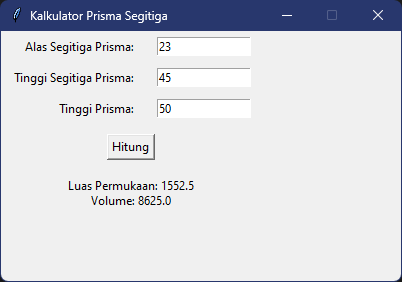 Kalkulator Prisma Segitiga
Alas Segitiga Prisma: 23
Tinggi Segitiga Prisma: 45
Tinggi Prisma: 50
Hitung
Luas Permukaan: 1552.5
Volume: 8625.0